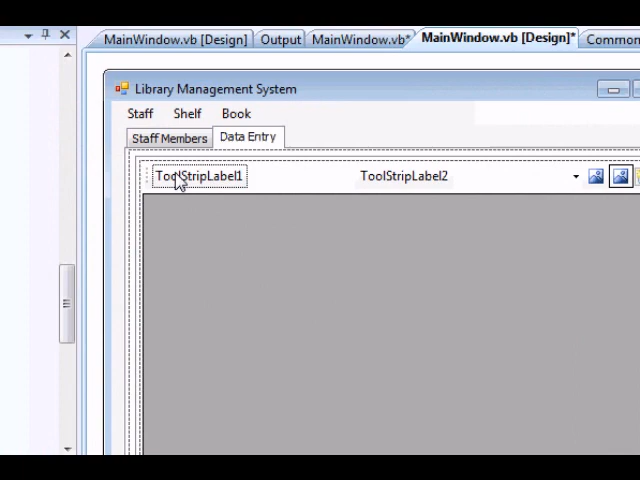 MainWindow.vb [Design] Output MainWindow.vb* MainWindow.vb [Design]* Common
Library Management System
Staff Shelf Book
Staff Members Data Entry
ToolStripLabel1 ToolStripLabel2